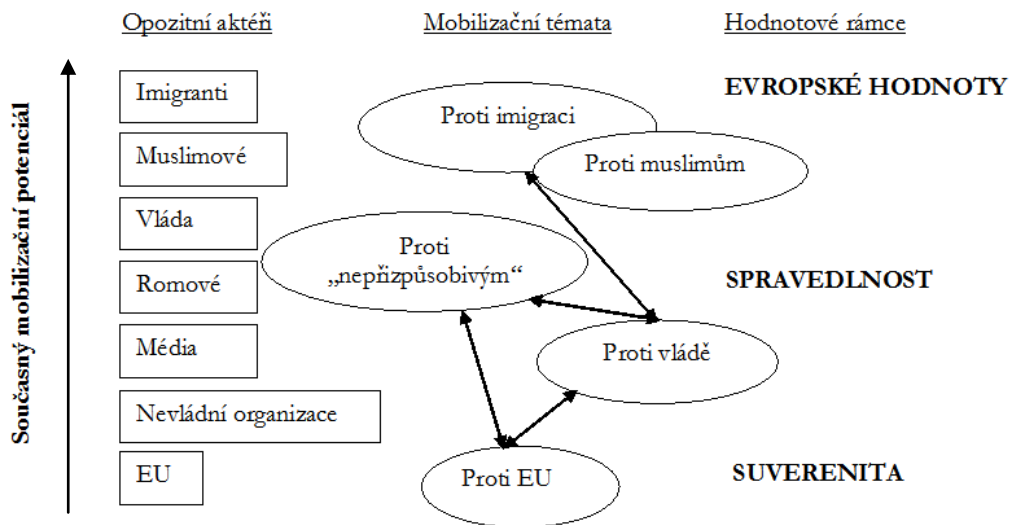 Opozitní aktéři
Mobilizační témata
Hodnotové rámce
Současný mobilizační potenciál
Imigranti
Muslimové
Vláda
Romové
Média
Nevládní organizace
EU
Proti imigraci
Proti muslimům
Proti
„nepřizpůsobivým“
Proti vládě
Proti EU
EVROPSKÉ HODNOTY
SPRAVEDLNOST
SUVERENITA